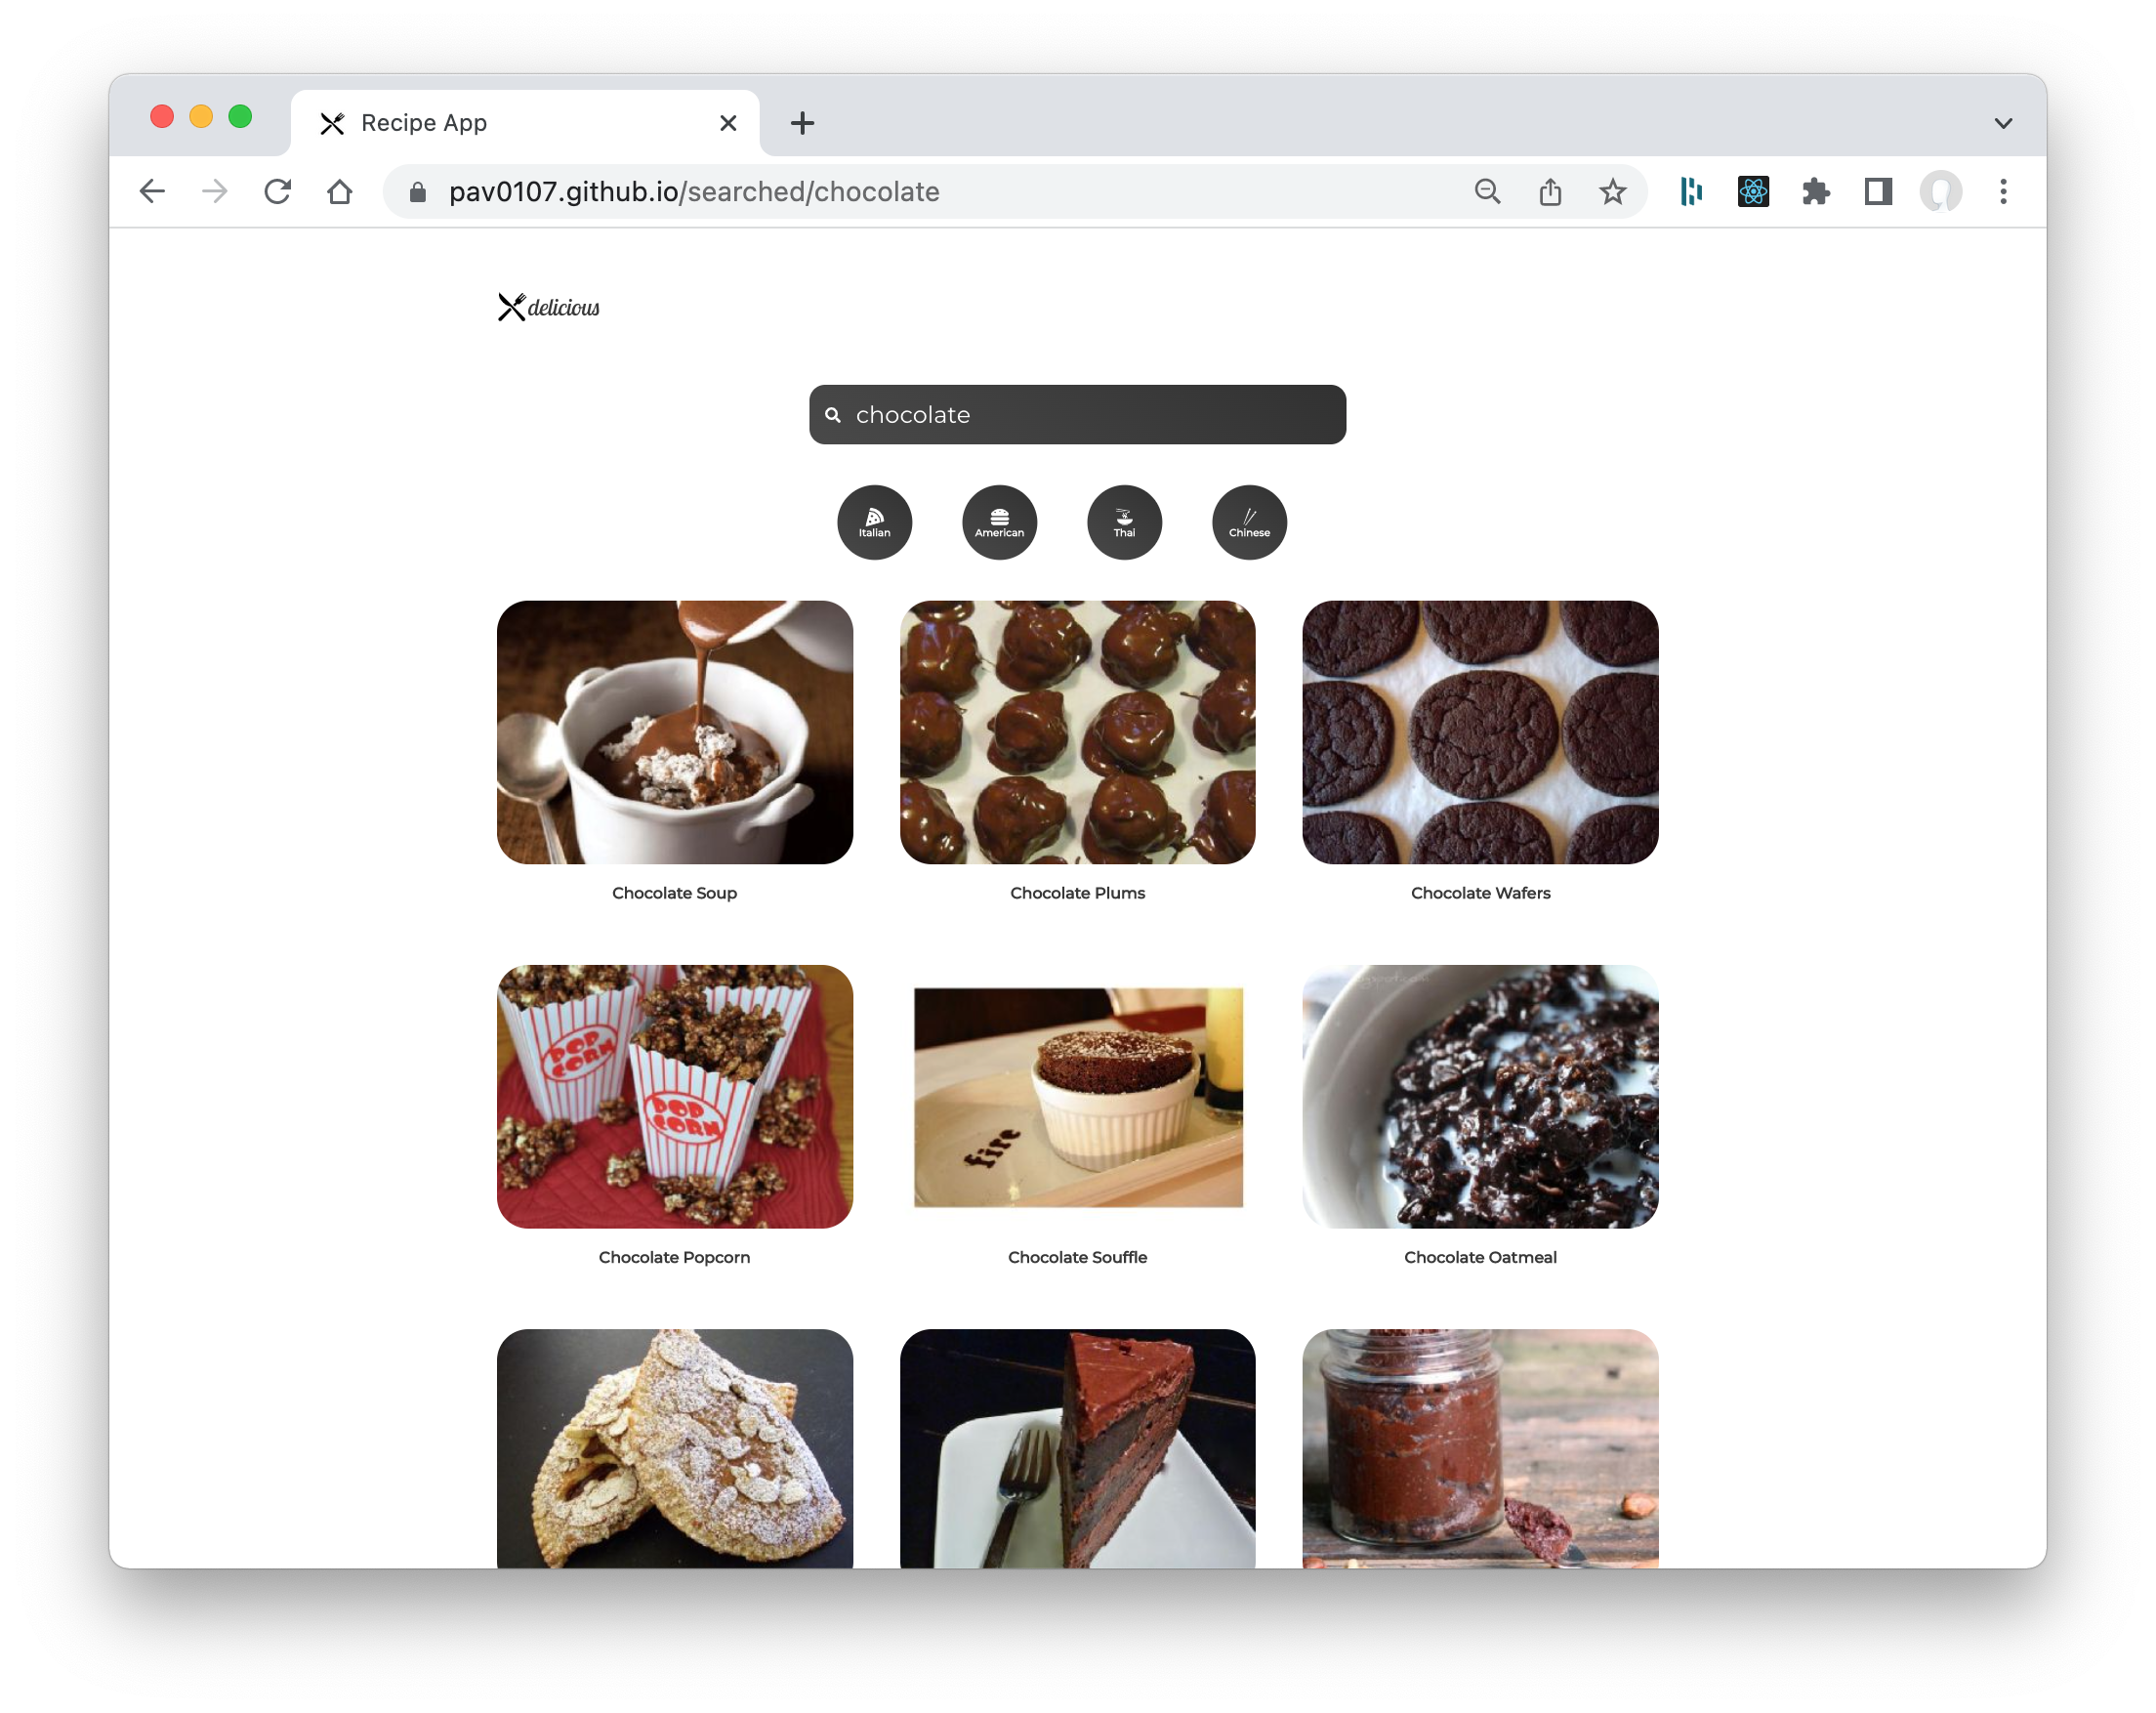 Recipe App
pav0107.github.io/searched/chocolate
delicious
chocolate
Italian American Thai Chinese
Chocolate Soup Chocolate Plums Chocolate Wafers
POP CORN
POP CORN
fire
Chocolate Popcorn Chocolate Souffle Chocolate Oatmeal